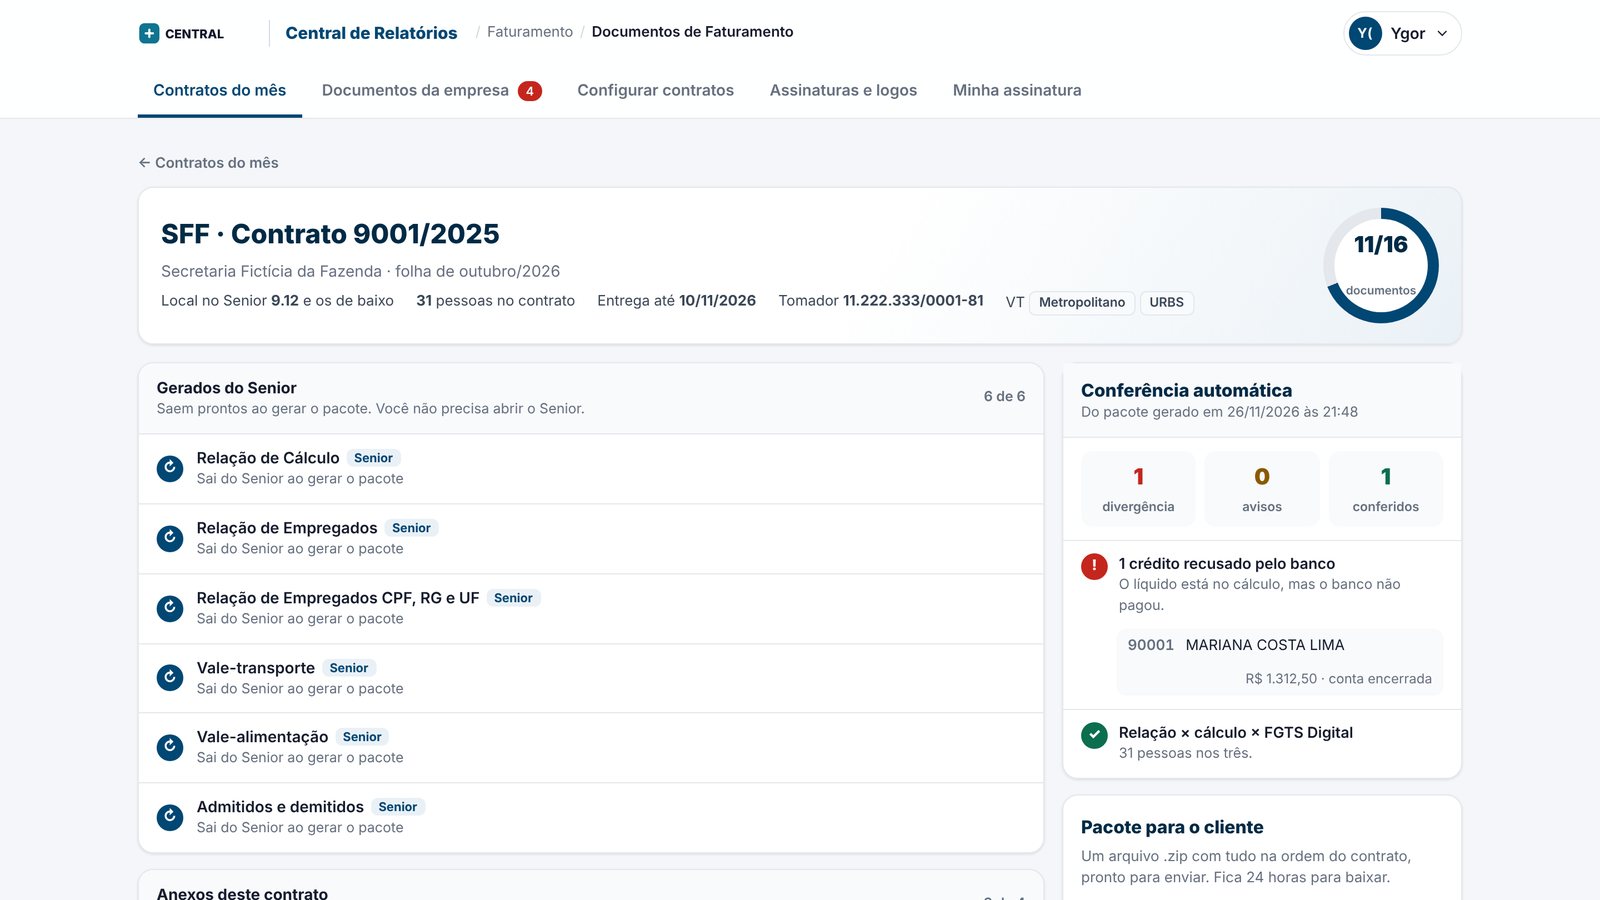 CENTRAL
Central de Relatórios / Faturamento / Documentos de Faturamento
Y( Ygor
Contratos do mês
Documentos da empresa 4
Configurar contratos
Assinaturas e logos
Minha assinatura
← Contratos do mês
SFF · Contrato 9001/2025
Secretaria Fictícia da Fazenda · folha de outubro/2026
Local no Senior 9.12 e os de baixo 31 pessoas no contrato Entrega até 10/11/2026 Tomador 11.222.333/0001-81 VT Metropolitano URBS
11/16
documentos
Gerados do Senior
Saem prontos ao gerar o pacote. Você não precisa abrir o Senior.
6 de 6
Relação de Cálculo Senior
Sai do Senior ao gerar o pacote
Relação de Empregados Senior
Sai do Senior ao gerar o pacote
Relação de Empregados CPF, RG e UF Senior
Sai do Senior ao gerar o pacote
Vale-transporte Senior
Sai do Senior ao gerar o pacote
Vale-alimentação Senior
Sai do Senior ao gerar o pacote
Admitidos e demitidos Senior
Sai do Senior ao gerar o pacote
Anexos deste contrato
Conferência automática
Do pacote gerado em 26/11/2026 às 21:48
1 divergência
0 avisos
1 conferidos
1 crédito recusado pelo banco
O líquido está no cálculo, mas o banco não
pagou.
90001 MARIANA COSTA LIMA
R$ 1.312,50 · conta encerrada
Relação × cálculo × FGTS Digital
31 pessoas nos três.
Pacote para o cliente
Um arquivo .zip com tudo na ordem do contrato,
pronto para enviar. Fica 24 horas para baixar.